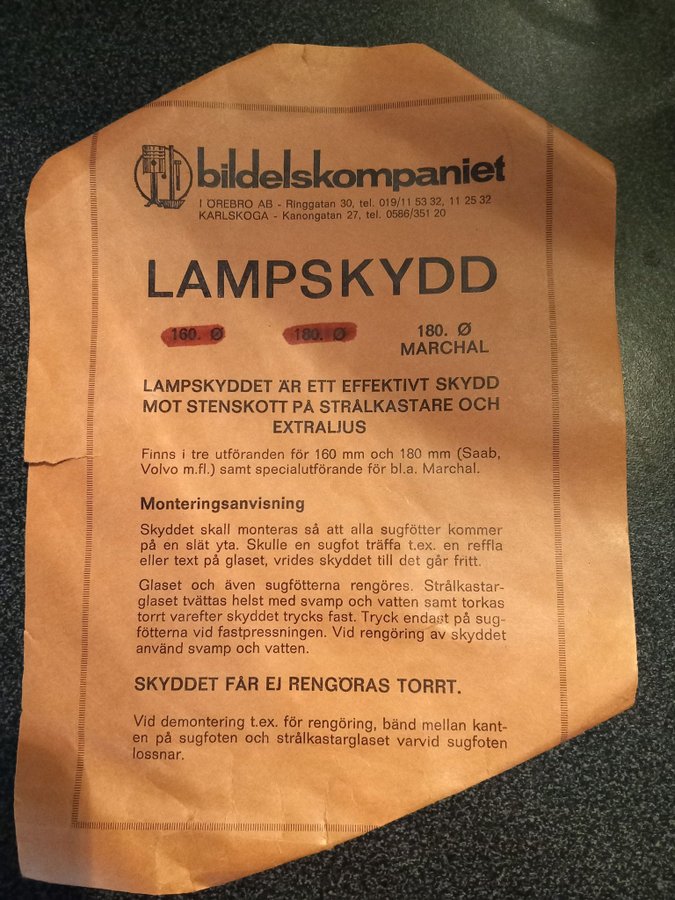 bildelskompaniet
I ÖREBRO AB - Ringgatan 30, tel. 019/11 53 32, 11 25 32
KARLSKOGA - Kanongatan 27, tel. 0586/351 20
LAMPSKYDD
160. Ø 180. Ø 180. Ø
MARCHAL
LAMPSKYDDET ÄR ETT EFFEKTIVT SKYDD
MOT STENSKOTT PÅ STRÅLKASTARE OCH
EXTRALJUS
Finns i tre utföranden för 160 mm och 180 mm (Saab,
Volvo m.fl.) samt specialutförande för bl.a. Marchal.
Monteringsanvisning
Skyddet skall monteras så att alla sugfötter kommer
på en slät yta. Skulle en sugfot träffa t.ex. en reffla
eller text på glaset, vrides skyddet till det går fritt.
Glaset och även sugfötterna rengöres. Strålkastar-
glaset tvättas helst med svamp och vatten samt torkas
torrt varefter skyddet trycks fast. Tryck endast på sug-
fötterna vid fastpressningen. Vid rengöring av skyddet
använd svamp och vatten.
SKYDDET FÅR EJ RENGÖRAS TORRT.
Vid demontering t.ex. för rengöring, bänd mellan kant-
en på sugfoten och strålkastarglaset varvid sugfoten
lossnar.